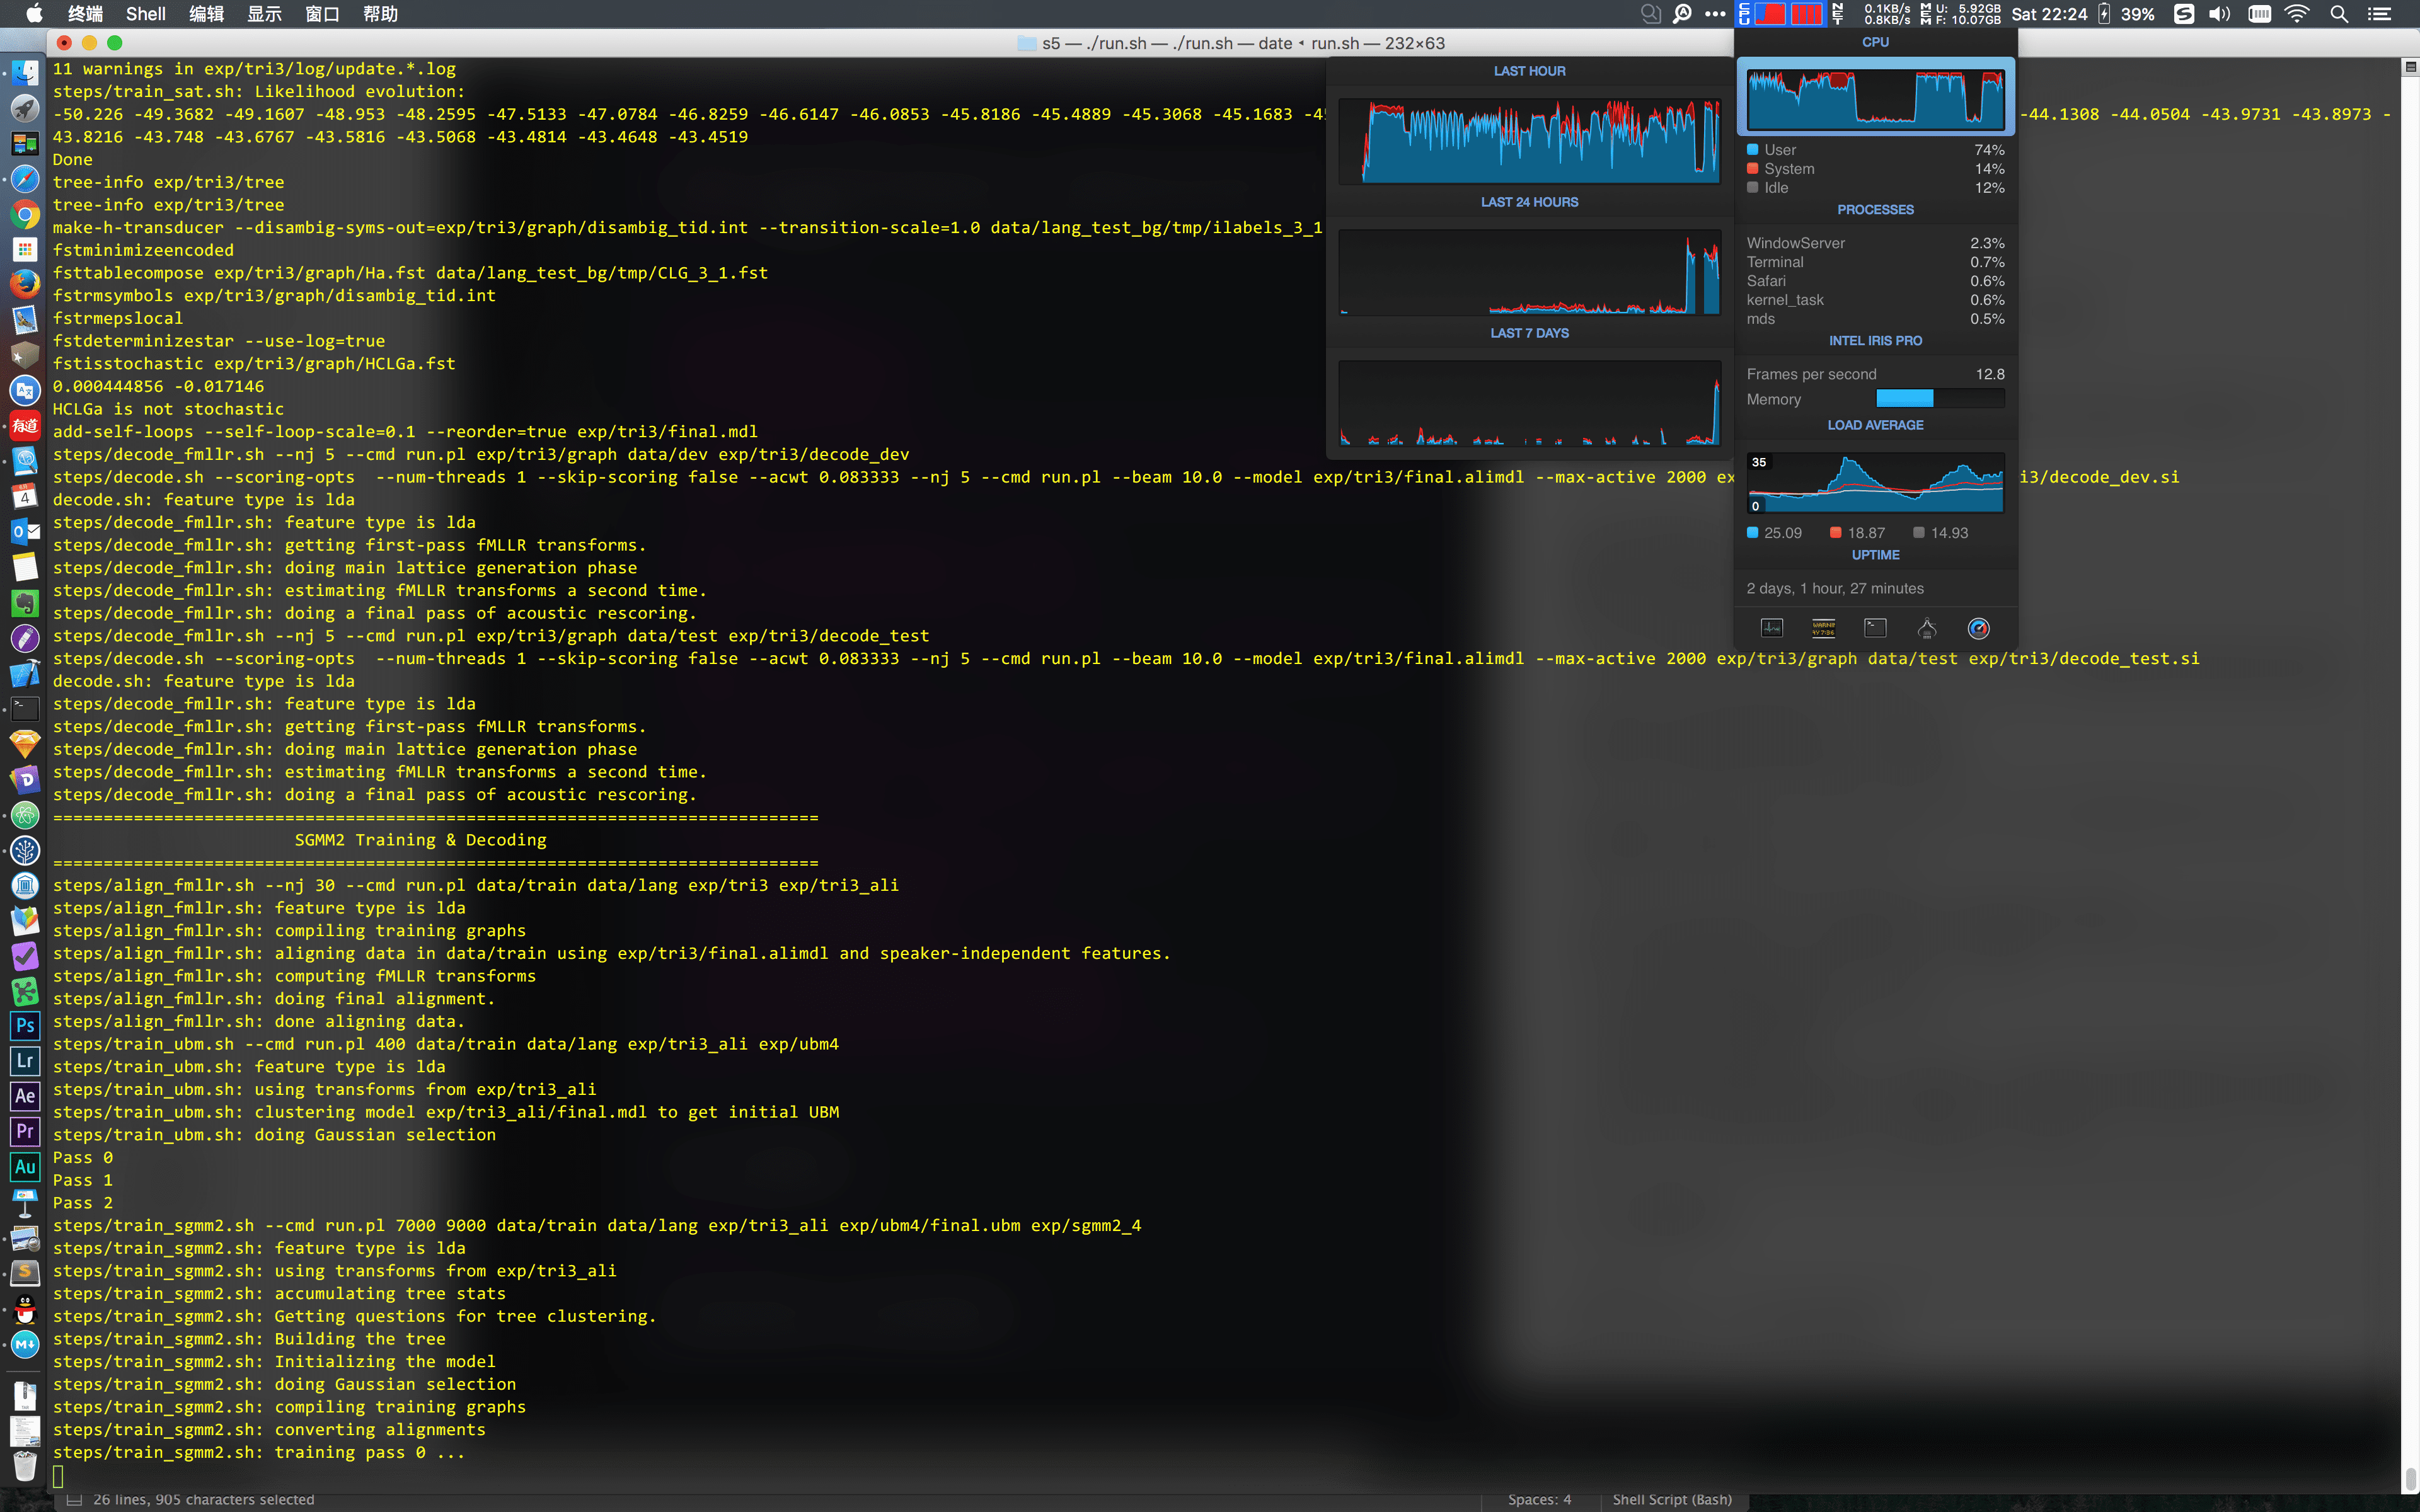 终端 Shell 编辑 显示 窗口 帮助
CPU NET 0.1KB/s 0.8KB/s MEM U: 5.92GB F: 10.07GB Sat 22:24 39%
s5 — ./run.sh — ./run.sh — date ◂ run.sh — 232×63
11 warnings in exp/tri3/log/update.*.log
steps/train_sat.sh: Likelihood evolution:
-50.226 -49.3682 -49.1607 -48.953 -48.2595 -47.5133 -47.0784 -46.8259 -46.6147 -46.0853 -45.8186 -45.4889 -45.3068 -45.1683 -44.1308 -44.0504 -43.9731 -43.8973 -
43.8216 -43.748 -43.6767 -43.5816 -43.5068 -43.4814 -43.4648 -43.4519
Done
tree-info exp/tri3/tree
tree-info exp/tri3/tree
make-h-transducer --disambig-syms-out=exp/tri3/graph/disambig_tid.int --transition-scale=1.0 data/lang_test_bg/tmp/ilabels_3_1
fstminimizeencoded
fsttablecompose exp/tri3/graph/Ha.fst data/lang_test_bg/tmp/CLG_3_1.fst
fstrmsymbols exp/tri3/graph/disambig_tid.int
fstrmepslocal
fstdeterminizestar --use-log=true
fstisstochastic exp/tri3/graph/HCLGa.fst
0.000444856 -0.017146
HCLGa is not stochastic
add-self-loops --self-loop-scale=0.1 --reorder=true exp/tri3/final.mdl
steps/decode_fmllr.sh --nj 5 --cmd run.pl exp/tri3/graph data/dev exp/tri3/decode_dev
steps/decode.sh --scoring-opts  --num-threads 1 --skip-scoring false --acwt 0.083333 --nj 5 --cmd run.pl --beam 10.0 --model exp/tri3/final.alimdl --max-active 2000 ex i3/decode_dev.si
decode.sh: feature type is lda
steps/decode_fmllr.sh: feature type is lda
steps/decode_fmllr.sh: getting first-pass fMLLR transforms.
steps/decode_fmllr.sh: doing main lattice generation phase
steps/decode_fmllr.sh: estimating fMLLR transforms a second time.
steps/decode_fmllr.sh: doing a final pass of acoustic rescoring.
steps/decode_fmllr.sh --nj 5 --cmd run.pl exp/tri3/graph data/test exp/tri3/decode_test
steps/decode.sh --scoring-opts  --num-threads 1 --skip-scoring false --acwt 0.083333 --nj 5 --cmd run.pl --beam 10.0 --model exp/tri3/final.alimdl --max-active 2000 exp/tri3/graph data/test exp/tri3/decode_test.si
decode.sh: feature type is lda
steps/decode_fmllr.sh: feature type is lda
steps/decode_fmllr.sh: getting first-pass fMLLR transforms.
steps/decode_fmllr.sh: doing main lattice generation phase
steps/decode_fmllr.sh: estimating fMLLR transforms a second time.
steps/decode_fmllr.sh: doing a final pass of acoustic rescoring.
============================================================================
SGMM2 Training & Decoding
============================================================================
steps/align_fmllr.sh --nj 30 --cmd run.pl data/train data/lang exp/tri3 exp/tri3_ali
steps/align_fmllr.sh: feature type is lda
steps/align_fmllr.sh: compiling training graphs
steps/align_fmllr.sh: aligning data in data/train using exp/tri3/final.alimdl and speaker-independent features.
steps/align_fmllr.sh: computing fMLLR transforms
steps/align_fmllr.sh: doing final alignment.
steps/align_fmllr.sh: done aligning data.
steps/train_ubm.sh --cmd run.pl 400 data/train data/lang exp/tri3_ali exp/ubm4
steps/train_ubm.sh: feature type is lda
steps/train_ubm.sh: using transforms from exp/tri3_ali
steps/train_ubm.sh: clustering model exp/tri3_ali/final.mdl to get initial UBM
steps/train_ubm.sh: doing Gaussian selection
Pass 0
Pass 1
Pass 2
steps/train_sgmm2.sh --cmd run.pl 7000 9000 data/train data/lang exp/tri3_ali exp/ubm4/final.ubm exp/sgmm2_4
steps/train_sgmm2.sh: feature type is lda
steps/train_sgmm2.sh: using transforms from exp/tri3_ali
steps/train_sgmm2.sh: accumulating tree stats
steps/train_sgmm2.sh: Getting questions for tree clustering.
steps/train_sgmm2.sh: Building the tree
steps/train_sgmm2.sh: Initializing the model
steps/train_sgmm2.sh: doing Gaussian selection
steps/train_sgmm2.sh: compiling training graphs
steps/train_sgmm2.sh: converting alignments
steps/train_sgmm2.sh: training pass 0 ...
LAST HOUR
LAST 24 HOURS
LAST 7 DAYS
CPU
User 74%
System 14%
Idle 12%
PROCESSES
WindowServer 2.3%
Terminal 0.7%
Safari 0.6%
kernel_task 0.6%
mds 0.5%
INTEL IRIS PRO
Frames per second 12.8
Memory
LOAD AVERAGE
35
0
25.09 18.87 14.93
UPTIME
2 days, 1 hour, 27 minutes
有道
4
Ps
Lr
Ae
Pr
Au
26 lines, 905 characters selected
Spaces: 4
Shell Script (Bash)